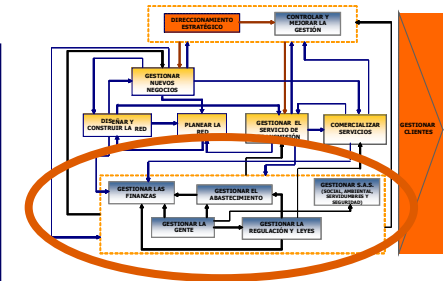 DIRECCIONAMIENTO
ESTRATÉGICO
CONTROLAR Y
MEJORAR LA
GESTIÓN
GESTIONAR
NUEVOS
NEGOCIOS
DISEÑAR Y
CONSTRUIR LA RED
PLANEAR LA
RED
GESTIONAR EL
SERVICIO DE
COMERCIALIZAR
SERVICIOS
GESTIONAR
CLIENTES
GESTIONAR LAS
FINANZAS
GESTIONAR EL
ABASTECIMIENTO
GESTIONAR S.A.S.
(SOCIAL, AMBIENTAL,
SERVIDUMBRES Y
SEGURIDAD)
GESTIONAR LA
GENTE
GESTIONAR LA
REGULACIÓN Y LEYES